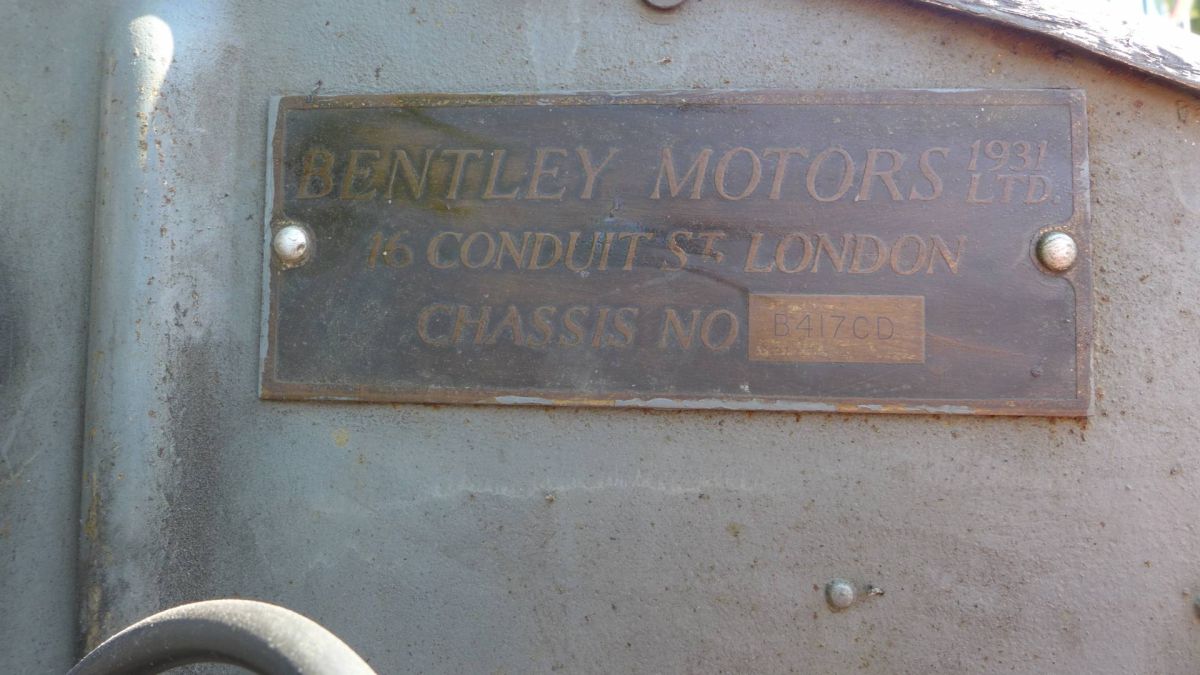 BENTLEY MOTORS 1931 LTD.
16 CONDUIT ST. LONDON
CHASSIS NO B417CD